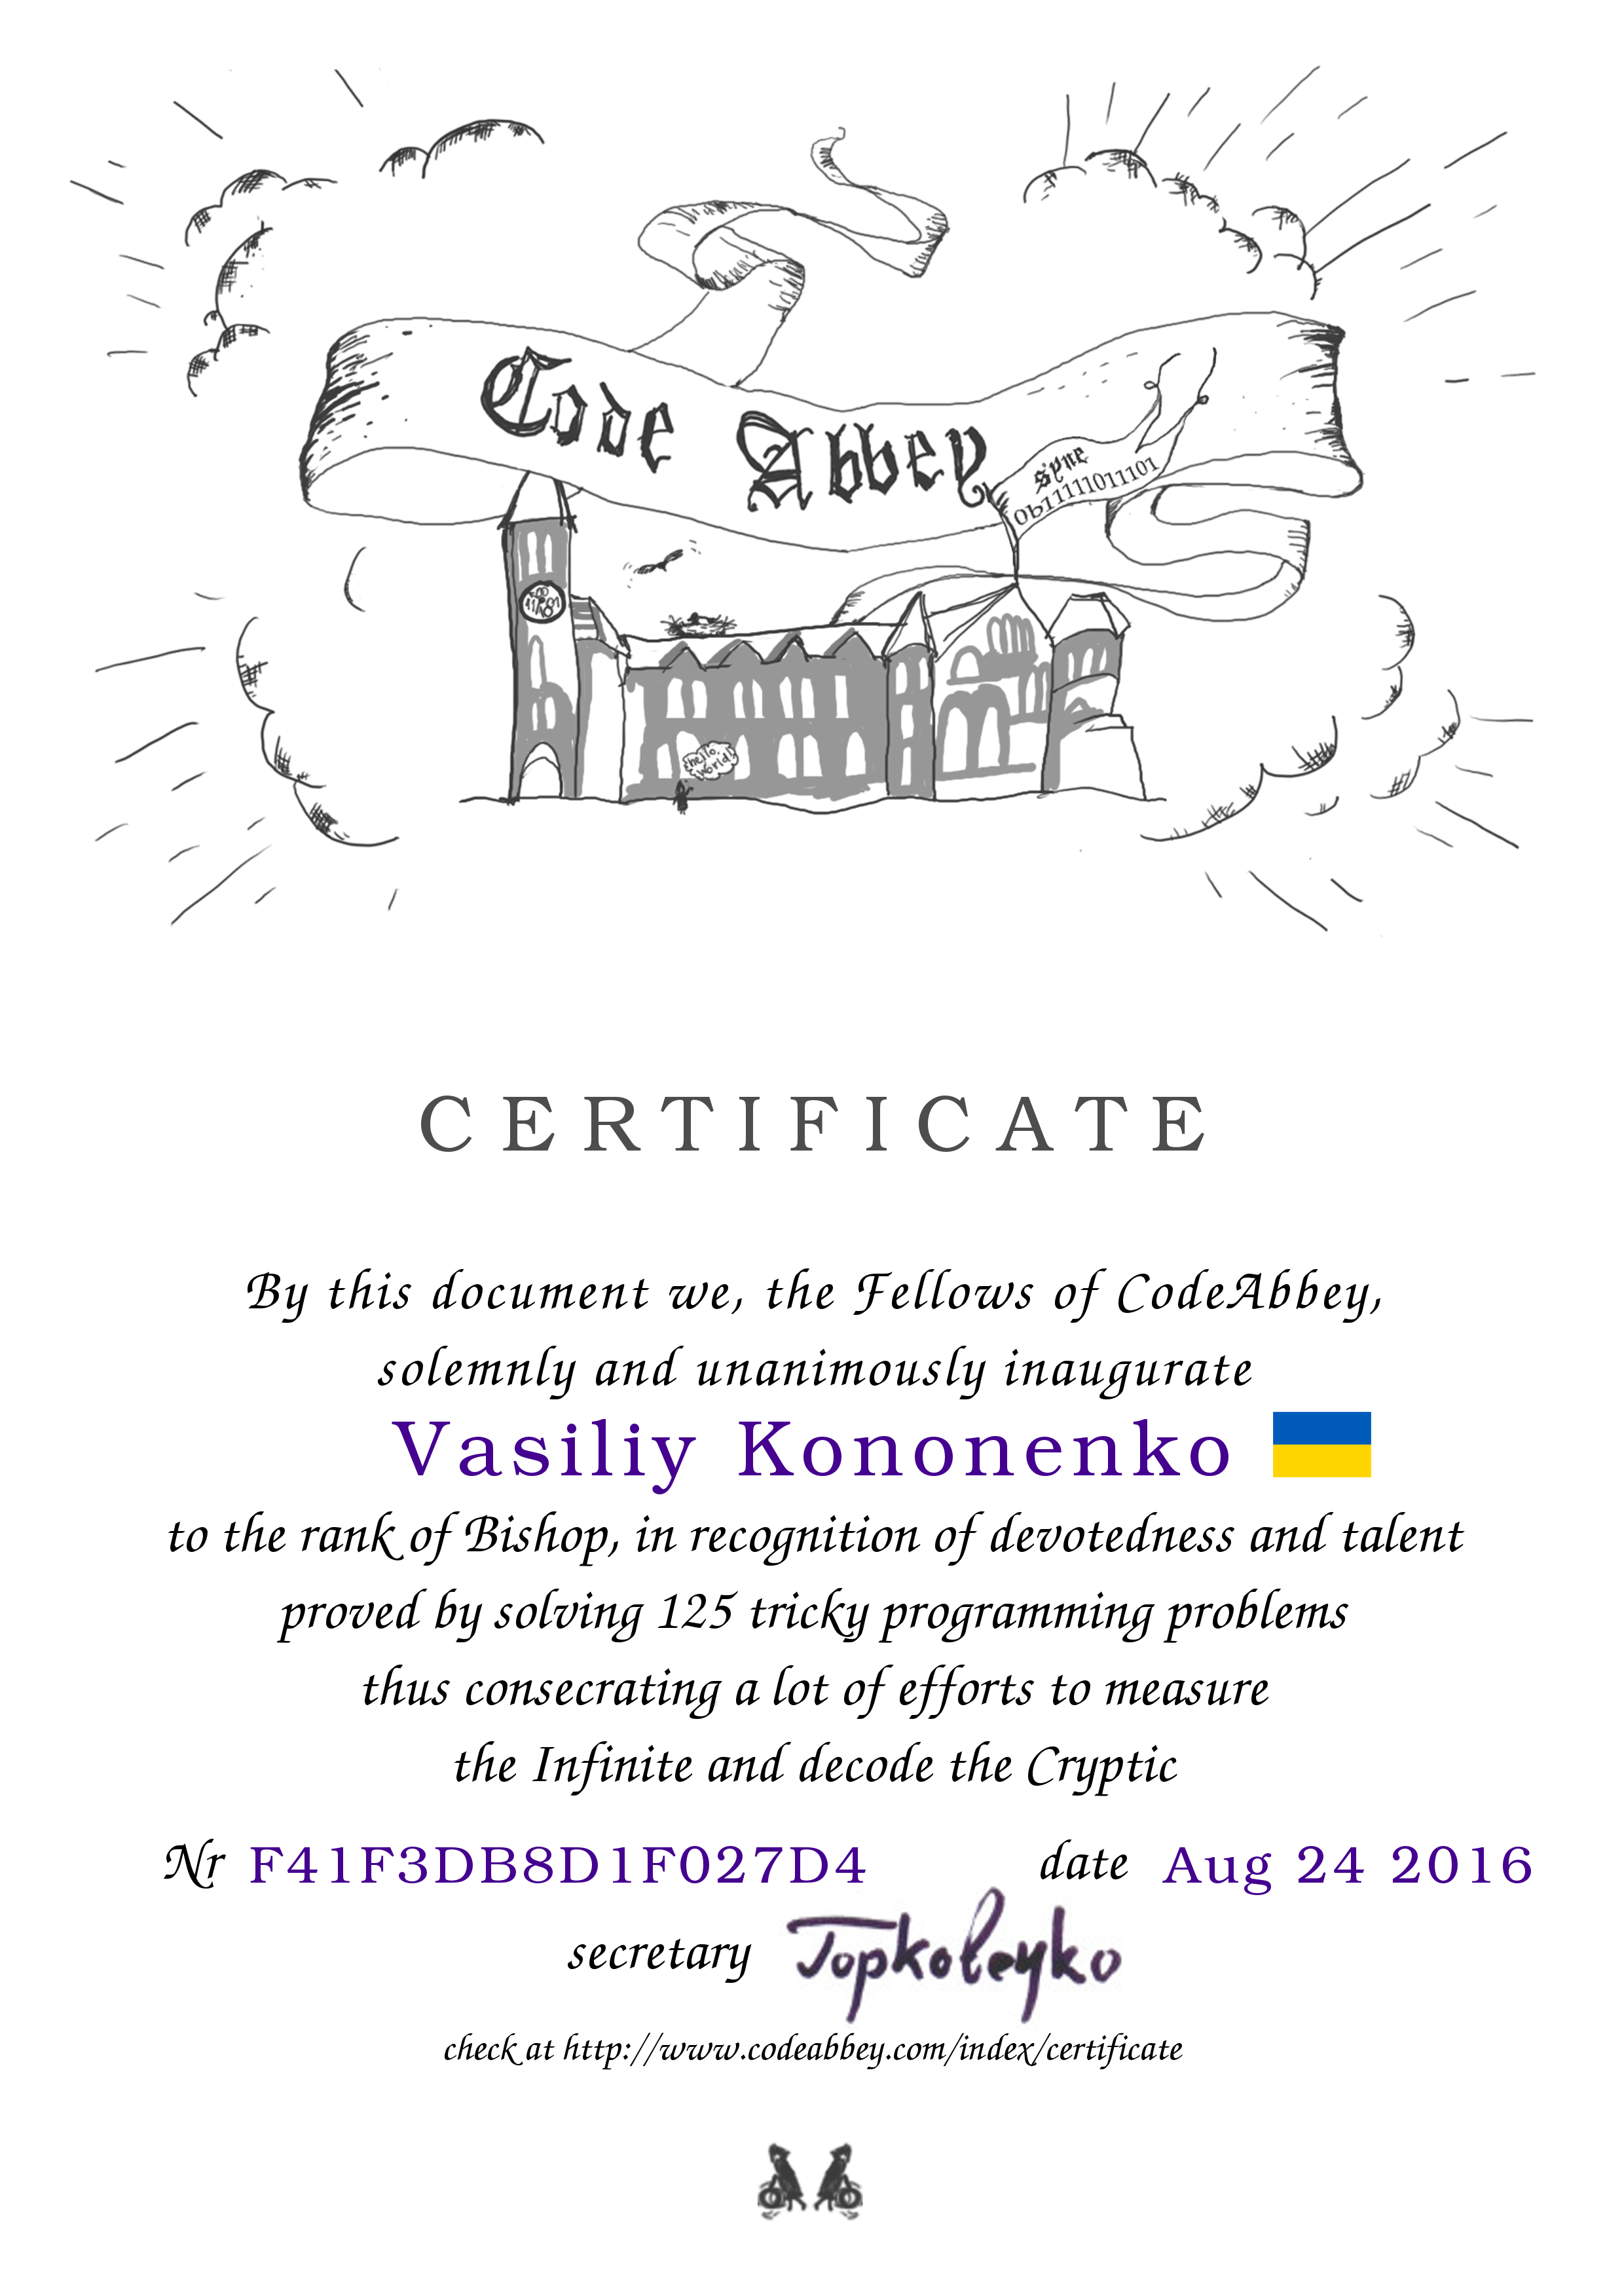 Code Abbey
syne
0b11111011101
hello,
world!
CERTIFICATE
By this document we, the Fellows of CodeAbbey,
solemnly and unanimously inaugurate
Vasiliy Kononenko
to the rank of Bishop, in recognition of devotedness and talent
proved by solving 125 tricky programming problems
thus consecrating a lot of efforts to measure
the Infinite and decode the Cryptic
Nr F41F3DB8D1F027D4 date Aug 24 2016
secretary
check at http://www.codeabbey.com/index/certificate